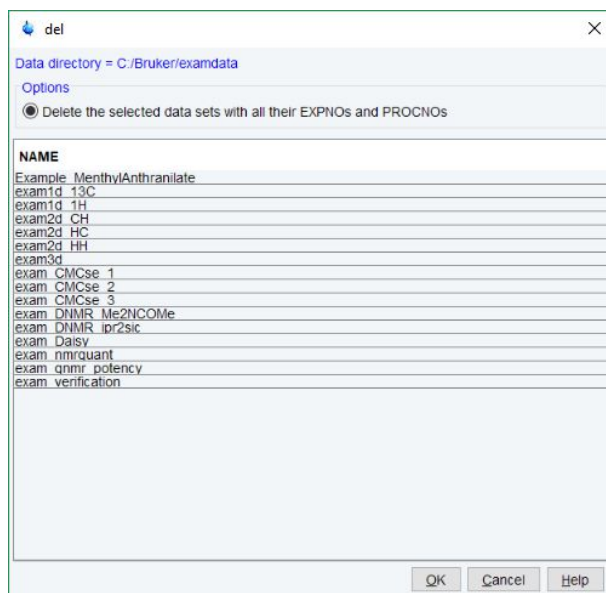 del
Data directory = C:/Bruker/examdata
Options
Delete the selected data sets with all their EXPNOs and PROCNOs
NAME
Example_MenthylAnthranilate
exam1d_13C
exam1d_1H
exam2d_CH
exam2d_HC
exam2d_HH
exam3d
exam_CMCse_1
exam_CMCse_2
exam_CMCse_3
exam_DNMR_Me2NCOMe
exam_DNMR_ipr2sic
exam_Daisy
exam_nmrquant
exam_qnmr_potency
exam_verification
OK Cancel Help